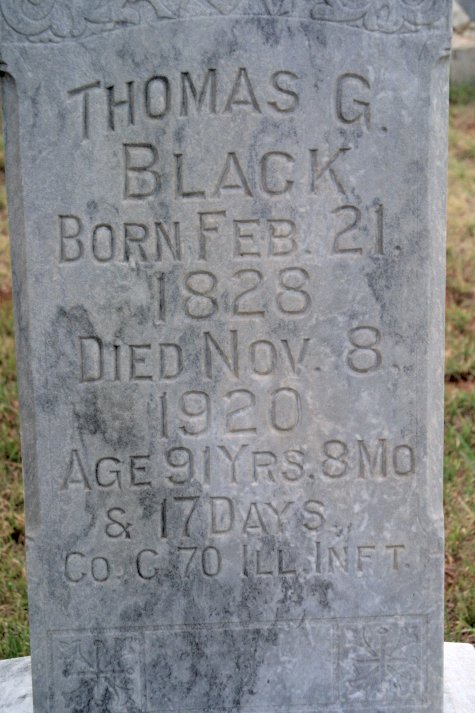 THOMAS G.
BLACK
BORN FEB. 21.
1828
DIED NOV. 8.
1920
AGE 91 YRS. 8 MO
& 17 DAYS.
CO. C 70 ILL. INFT.